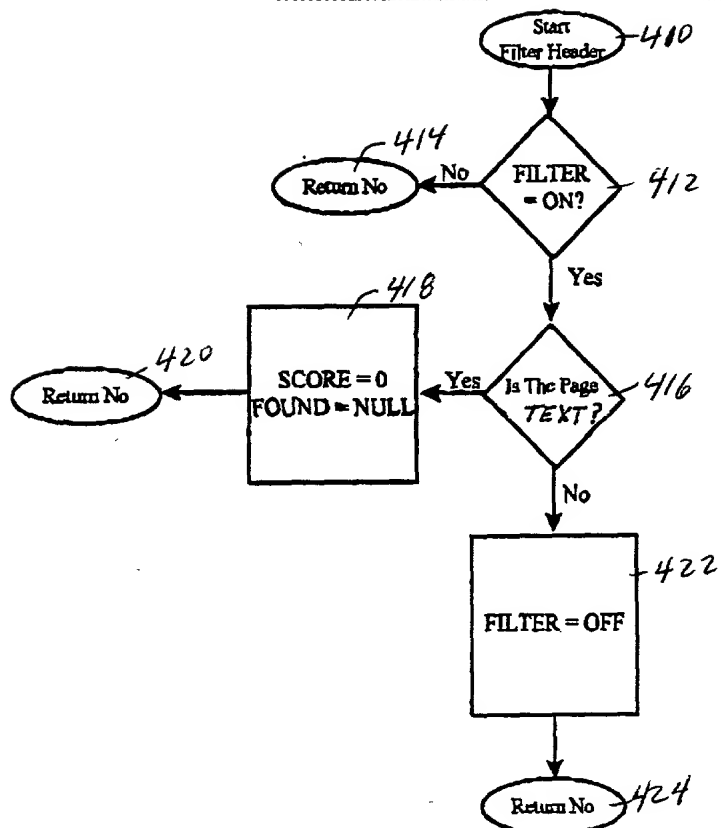 Start
Filter Header
410
414
Return No
No
FILTER
= ON?
412
Yes
418
420
Return No
SCORE = 0
FOUND = NULL
Yes
Is The Page
TEXT?
416
No
422
FILTER = OFF
Return No
424